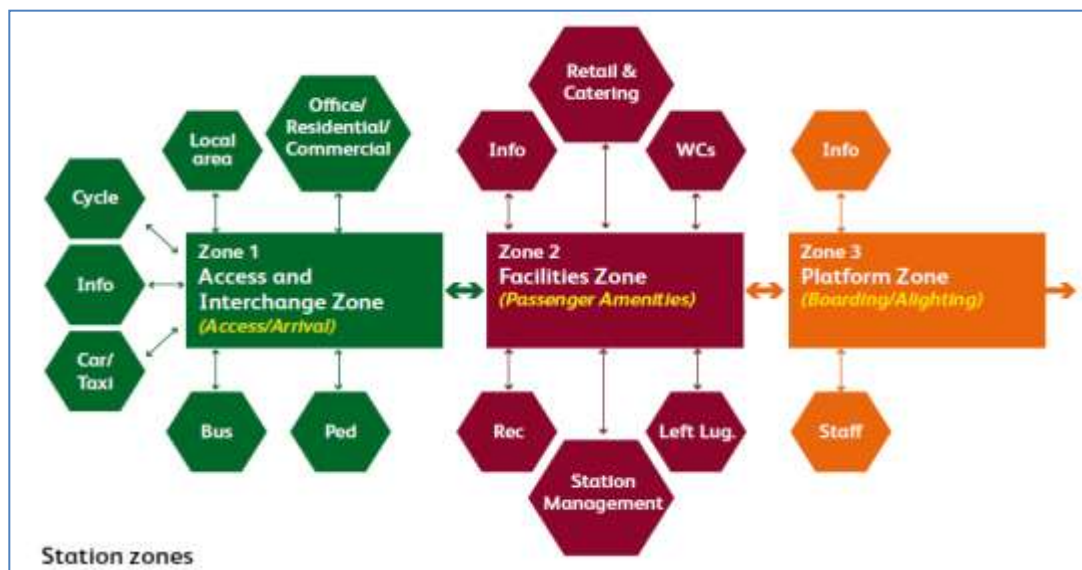 Retail &
Catering
Office/
Residential/
Commercial
Local
area
Info
WCs
Info
Cycle
Zone 1
Access and
Interchange Zone
(Access/Arrival)
Zone 2
Facilities Zone
(Passenger Amenities)
Zone 3
Platform Zone
(Boarding/Alighting)
Info
Car/
Taxi
Bus
Ped
Rec
Left Lug.
Staff
Station
Management
Station zones